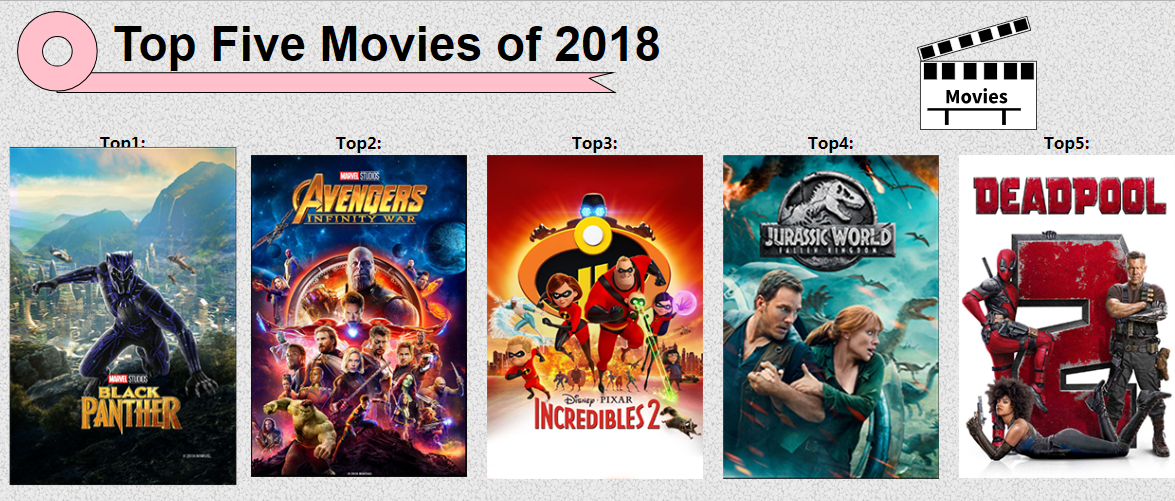 Top Five Movies of 2018
Movies
Top1:
Top2:
Top3:
Top4:
Top5:
MARVEL STUDIOS
BLACK
PANTHER
MARVEL STUDIOS
AVENGERS
INFINITY WAR
DISNEY · PIXAR
INCREDIBLES 2
JURASSIC WORLD
FALLEN KINGDOM
DEADPOOL
2